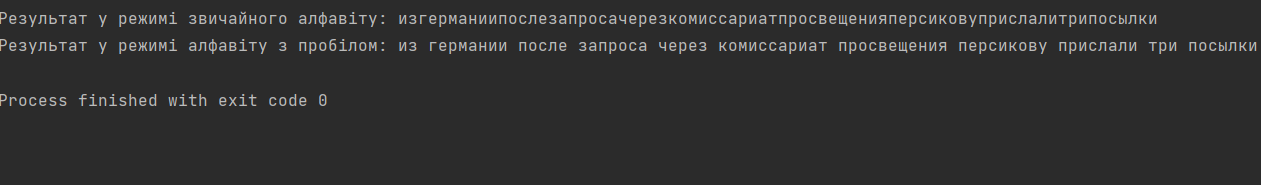 Результат у режимі звичайного алфавіту: изгерманиипослезапросачерезкомиссариатпросвещенияперсиковуприслалитрипосылки
Результат у режимі алфавіту з пробілом: из германии после запроса через комиссариат просвещения персикову прислали три посылки
Process finished with exit code 0